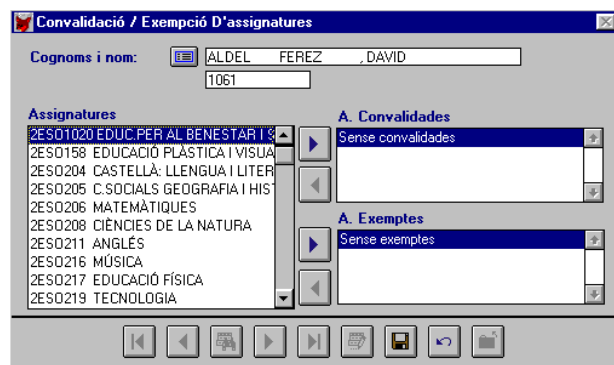 Convalidació / Exempció D'assignatures
Cognoms i nom:
ALDEL FEREZ , DAVID
1061
Assignatures
2ESO1020 EDUC.PER AL BENESTAR I S
2ESO158 EDUCACIÓ PLÀSTICA I VISUA
2ESO204 CASTELLÀ: LLENGUA I LITER
2ESO205 C.SOCIALS GEOGRAFIA I HIST
2ESO206 MATEMÀTIQUES
2ESO208 CIÈNCIES DE LA NATURA
2ESO211 ANGLÉS
2ESO216 MÚSICA
2ESO217 EDUCACIÓ FÍSICA
2ESO219 TECNOLOGIA
A. Convalidades
Sense convalidades
A. Exemptes
Sense exemptes